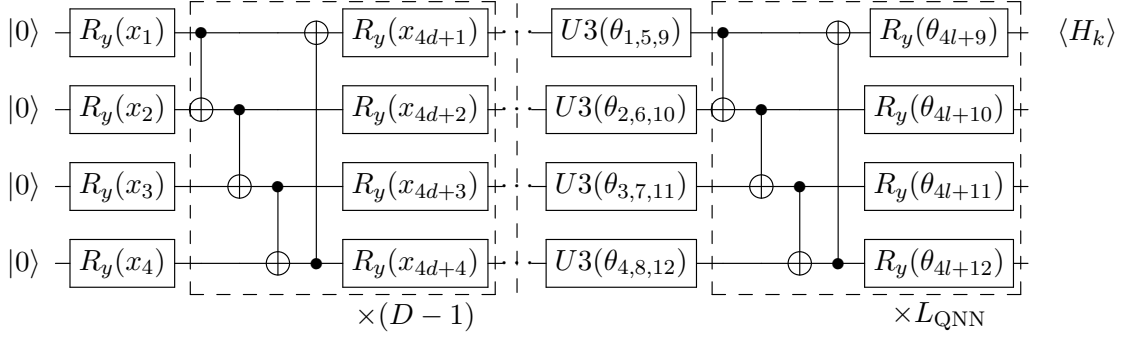 |0⟩ R_y(x_1) R_y(x_{4d+1}) · · U3(θ_{1,5,9}) R_y(θ_{4l+9}) ⟨H_k⟩
|0⟩ R_y(x_2) R_y(x_{4d+2}) · · U3(θ_{2,6,10}) R_y(θ_{4l+10})
|0⟩ R_y(x_3) R_y(x_{4d+3}) · · U3(θ_{3,7,11}) R_y(θ_{4l+11})
|0⟩ R_y(x_4) R_y(x_{4d+4}) · · U3(θ_{4,8,12}) R_y(θ_{4l+12})
×(D − 1) ×L_{QNN}